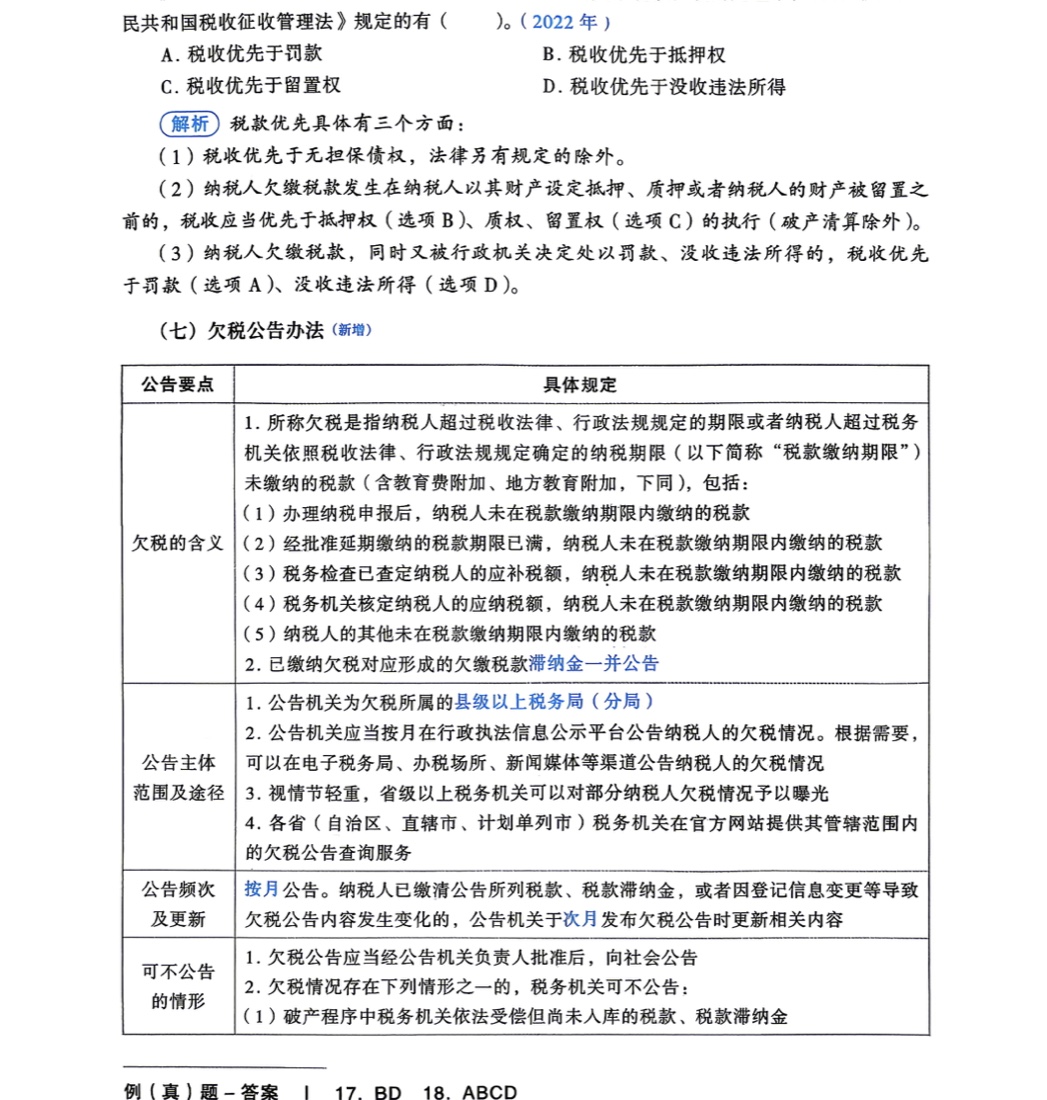 民共和国税收征收管理法》规定的有（　　）。（2022 年）
A. 税收优先于罚款　　B. 税收优先于抵押权
C. 税收优先于留置权　　D. 税收优先于没收违法所得
解析 税款优先具体有三个方面：
（1）税收优先于无担保债权，法律另有规定的除外。
（2）纳税人欠缴税款发生在纳税人以其财产设定抵押、质押或者纳税人的财产被留置之
前的，税收应当优先于抵押权（选项 B）、质权、留置权（选项 C）的执行（破产清算除外）。
（3）纳税人欠缴税款，同时又被行政机关决定处以罚款、没收违法所得的，税收优先
于罚款（选项 A）、没收违法所得（选项 D）。
（七）欠税公告办法（新增）
公告要点　　具体规定
欠税的含义
1. 所称欠税是指纳税人超过税收法律、行政法规规定的期限或者纳税人超过税务
机关依照税收法律、行政法规规定确定的纳税期限（以下简称“税款缴纳期限”）
未缴纳的税款（含教育费附加、地方教育附加，下同），包括：
（1）办理纳税申报后，纳税人未在税款缴纳期限内缴纳的税款
（2）经批准延期缴纳的税款期限已满，纳税人未在税款缴纳期限内缴纳的税款
（3）税务检查已查定纳税人的应补税额，纳税人未在税款缴纳期限内缴纳的税款
（4）税务机关核定纳税人的应纳税额，纳税人未在税款缴纳期限内缴纳的税款
（5）纳税人的其他未在税款缴纳期限内缴纳的税款
2. 已缴纳欠税对应形成的欠缴税款滞纳金一并公告
公告主体
范围及途径
1. 公告机关为欠税所属的县级以上税务局（分局）
2. 公告机关应当按月在行政执法信息公示平台公告纳税人的欠税情况。根据需要，
可以在电子税务局、办税场所、新闻媒体等渠道公告纳税人的欠税情况
3. 视情节轻重，省级以上税务机关可以对部分纳税人欠税情况予以曝光
4. 各省（自治区、直辖市、计划单列市）税务机关在官方网站提供其管辖范围内
的欠税公告查询服务
公告频次
及更新
按月公告。纳税人已缴清公告所列税款、税款滞纳金，或者因登记信息变更等导致
欠税公告内容发生变化的，公告机关于次月发布欠税公告时更新相关内容
可不公告
的情形
1. 欠税公告应当经公告机关负责人批准后，向社会公告
2. 欠税情况存在下列情形之一的，税务机关可不公告：
（1）破产程序中税务机关依法受偿但尚未入库的税款、税款滞纳金
例（真）题 – 答案　|　17. BD　18. ABCD